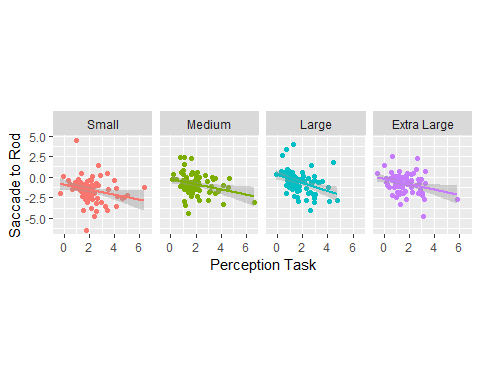 Small Medium Large Extra Large
Saccade to Rod
5.0
2.5
0.0
-2.5
-5.0
0 2 4 6 0 2 4 6 0 2 4 6 0 2 4 6
Perception Task